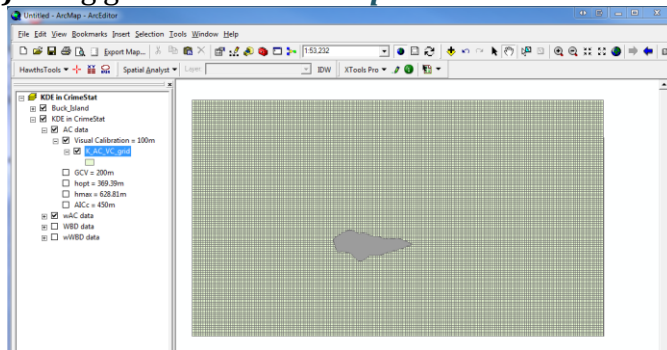 Untitled - ArcMap - ArcEditor
File Edit View Bookmarks Insert Selection Tools Window Help
Export Map... 1:53,232
HawthsTools Spatial Analyst Layer: IDW XTools Pro
KDE in CrimeStat
Buck_Island
KDE in CrimeStat
AC data
Visual Calibration = 100m
K_AC_VC_grid
GCV = 200m
hopt = 369.39m
hmax = 628.81m
AICc = 450m
wAC data
WBD data
wWBD data